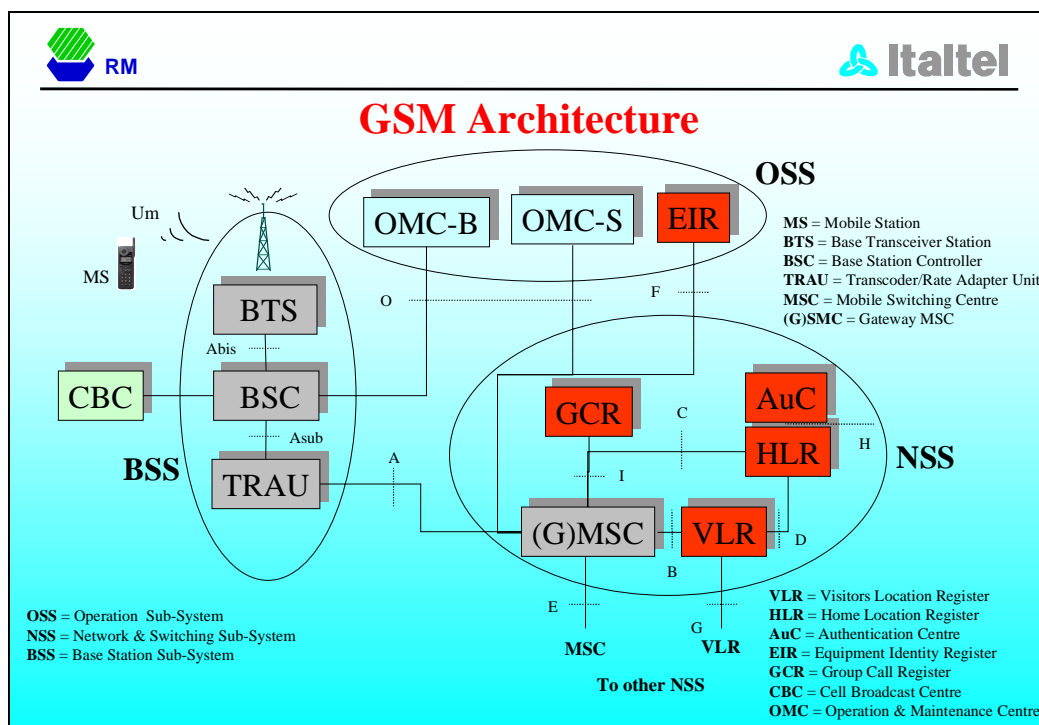 RM
Italtel
GSM Architecture
OSS
OMC-B
OMC-S
EIR
Um
MS
MS = Mobile Station
BTS = Base Transceiver Station
BSC = Base Station Controller
TRAU = Transcoder/Rate Adapter Unit
MSC = Mobile Switching Centre
(G)SMC = Gateway MSC
O
F
BTS
Abis
CBC
BSC
GCR
C
AuC
Asub
H
BSS
A
HLR
NSS
TRAU
I
(G)MSC
VLR
D
B
E
G
MSC
VLR
To other NSS
OSS = Operation Sub-System
NSS = Network & Switching Sub-System
BSS = Base Station Sub-System
VLR = Visitors Location Register
HLR = Home Location Register
AuC = Authentication Centre
EIR = Equipment Identity Register
GCR = Group Call Register
CBC = Cell Broadcast Centre
OMC = Operation & Maintenance Centre